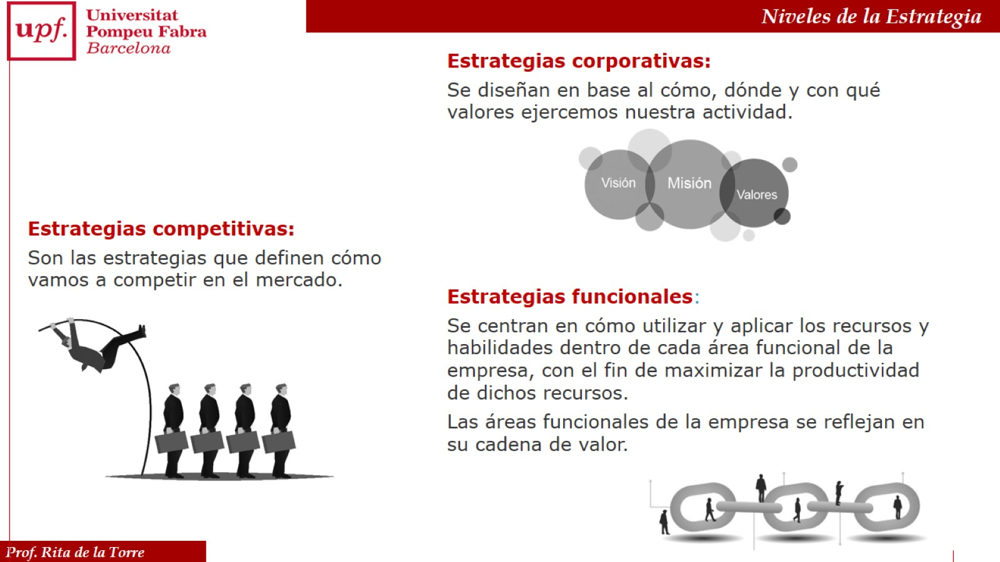 upf.
Universitat
Pompeu Fabra
Barcelona
Niveles de la Estrategia
Estrategias corporativas:
Se diseñan en base al cómo, dónde y con qué
valores ejercemos nuestra actividad.
Visión
Misión
Valores
Estrategias competitivas:
Son las estrategias que definen cómo
vamos a competir en el mercado.
Estrategias funcionales:
Se centran en cómo utilizar y aplicar los recursos y
habilidades dentro de cada área funcional de la
empresa, con el fin de maximizar la productividad
de dichos recursos.
Las áreas funcionales de la empresa se reflejan en
su cadena de valor.
Prof. Rita de la Torre